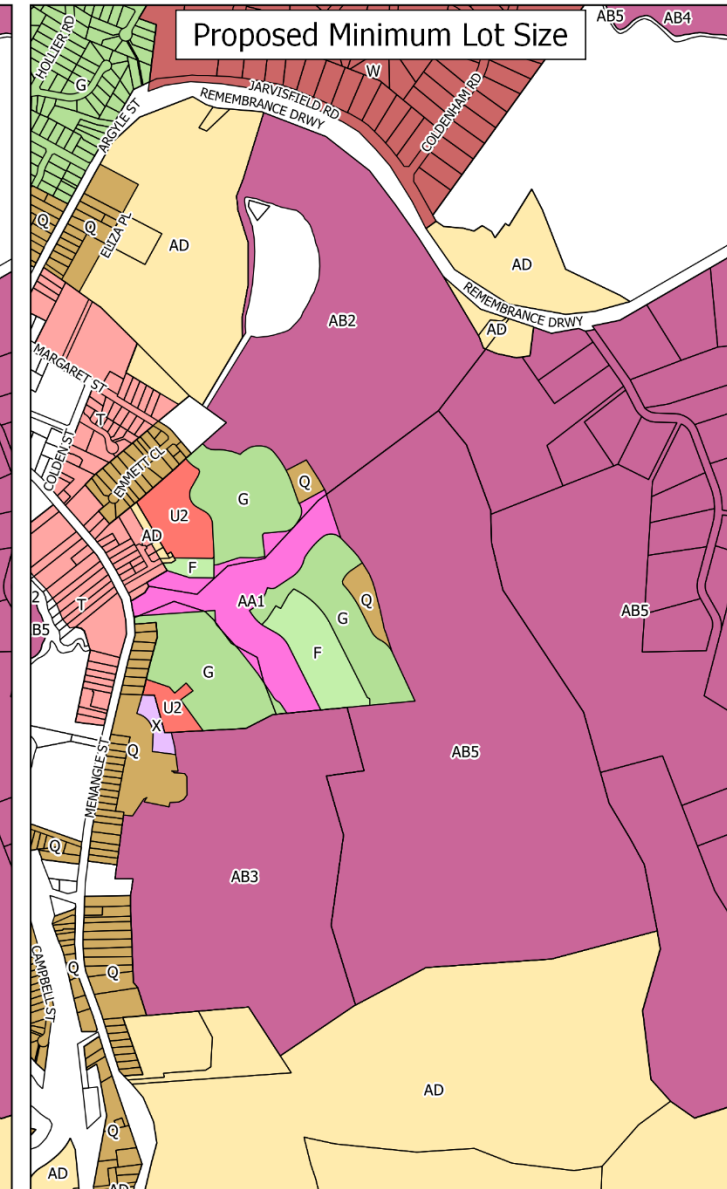 Proposed Minimum Lot Size
AB5
AB4
HOLLIER RD
G
W
JARVISFIELD RD
REMEMBRANCE DRWY
COLDENHAM RD
ARGYLE ST
Q
Q
ELIZA PL
AD
AD
REMEMBRANCE DRWY
AD
AB2
MARGARET ST
T
COLDEN ST
EMMETT CL
G
Q
U2
AD
F
AA1
Q
G
AB5
2
T
B5
F
G
U2
X
Q
MENANGLE ST
AB5
Q
AB3
CAMPBELL ST
Q
Q
AD
Q
AD
AD